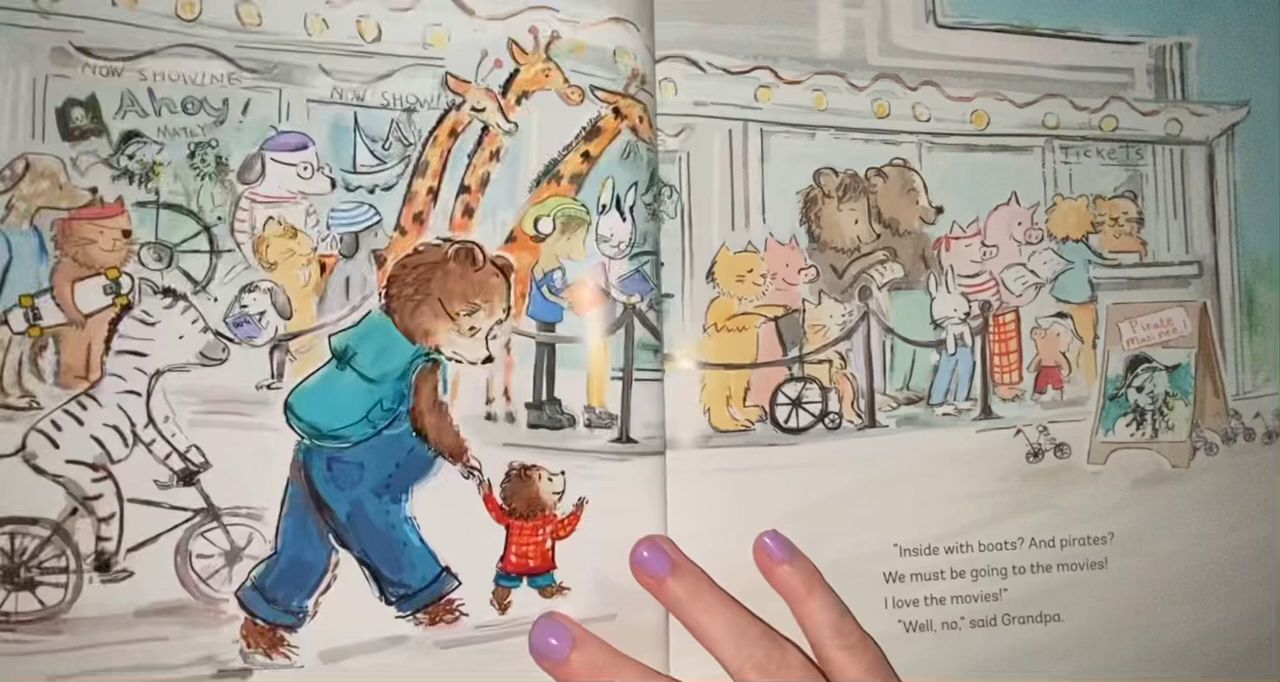 NOW SHOWING
Ahoy!
MATEY
NOW SHOWI
TICKETS
Pirate
Matinee!
"Inside with boats? And pirates?
We must be going to the movies!
I love the movies!"
"Well, no," said Grandpa.